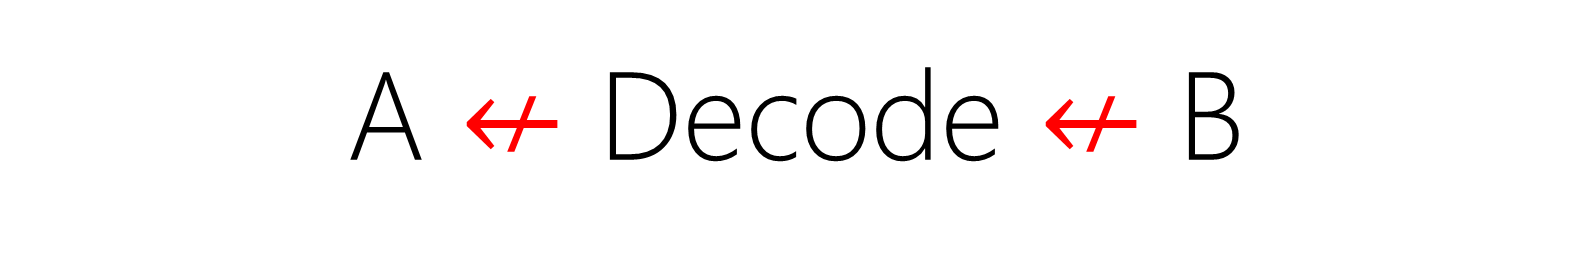 A ↚ Decode ↚ B